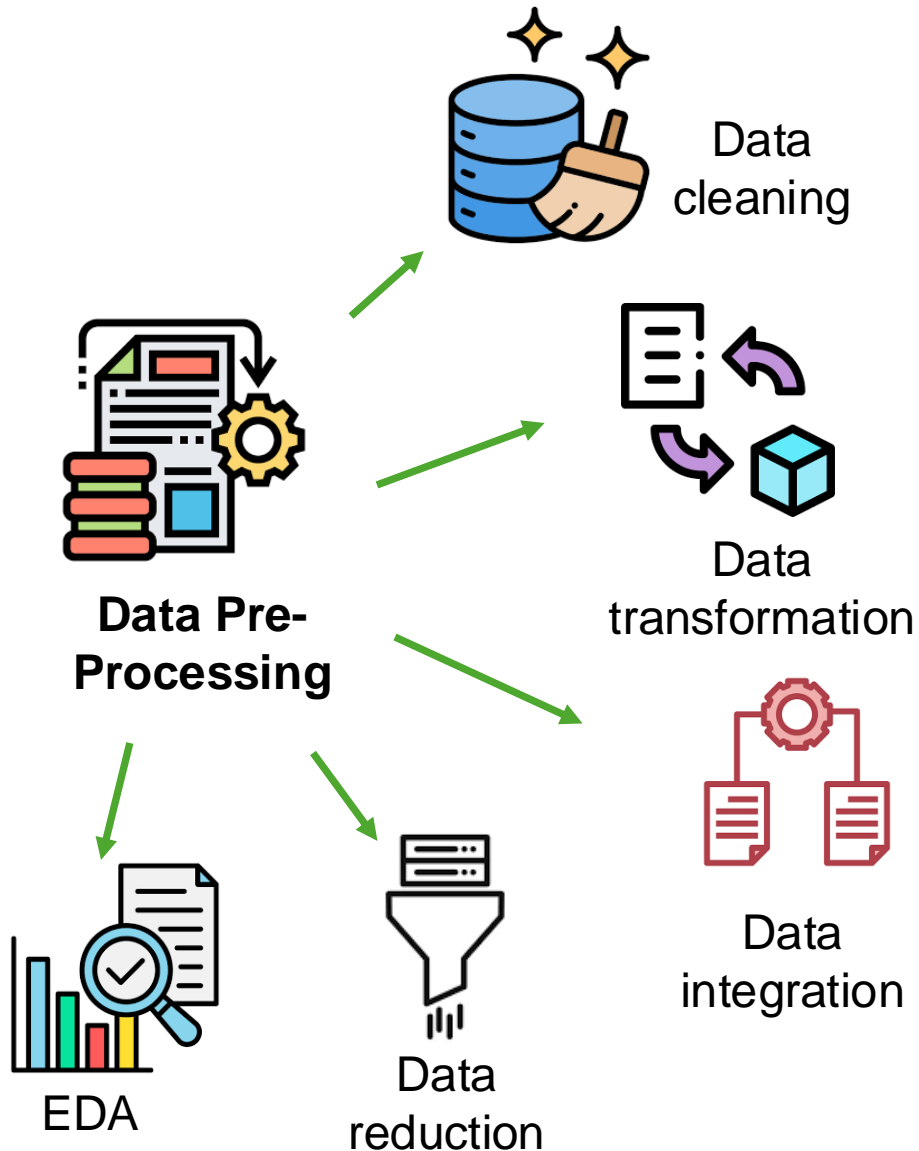 Data
cleaning
Data
transformation
Data Pre-
Processing
Data
integration
EDA
Data
reduction